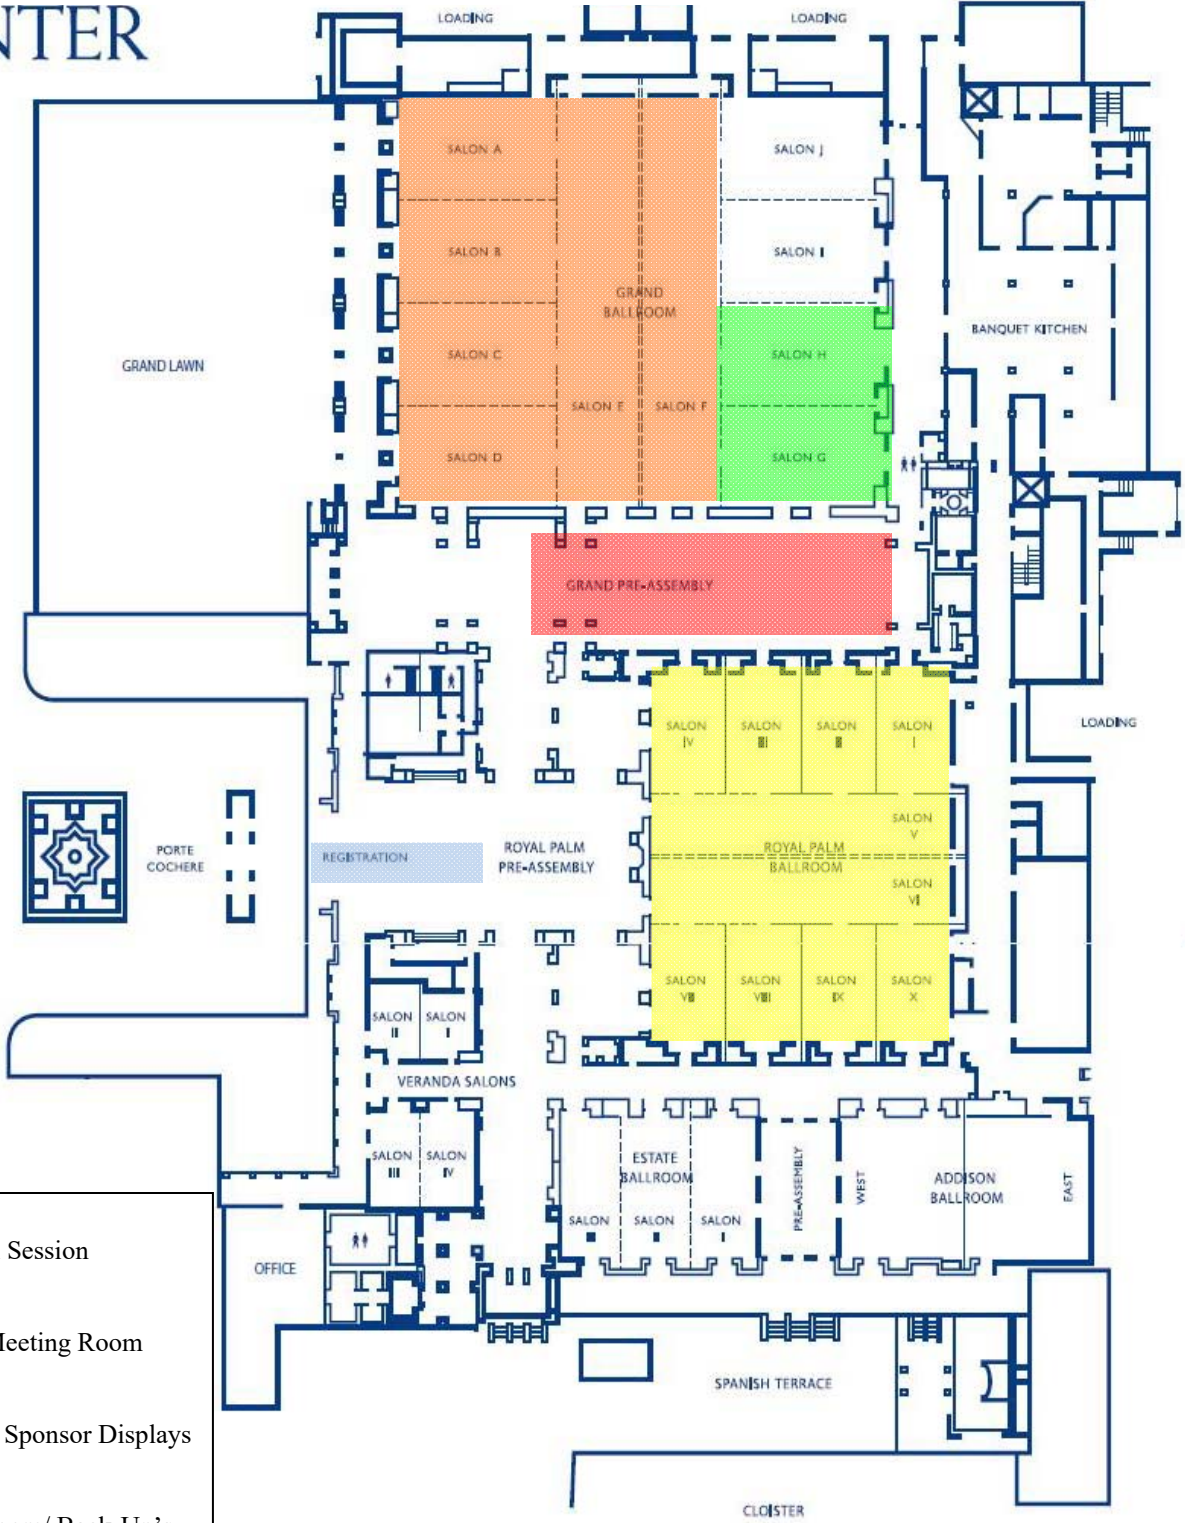 NTER
LOADING
LOADING
SALON A
SALON J
SALON B
SALON I
GRAND
BALLROOM
BANQUET KITCHEN
GRAND LAWN
SALON C
SALON H
SALON E
SALON F
SALON D
SALON G
GRAND PRE-ASSEMBLY
SALON
IV
SALON
III
SALON
II
SALON
I
LOADING
SALON
V
PORTE
COCHERE
REGISTRATION
ROYAL PALM
PRE-ASSEMBLY
ROYAL PALM
BALLROOM
SALON
VI
SALON
VII
SALON
VIII
SALON
IX
SALON
X
SALON
II
SALON
I
VERANDA SALONS
SALON
III
SALON
IV
ESTATE
BALLROOM
PRE-ASSEMBLY
WEST
ADDISON
BALLROOM
EAST
SALON
III
SALON
II
SALON
I
OFFICE
Session
Meeting Room
Sponsor Displays
SPANISH TERRACE
CLOISTER